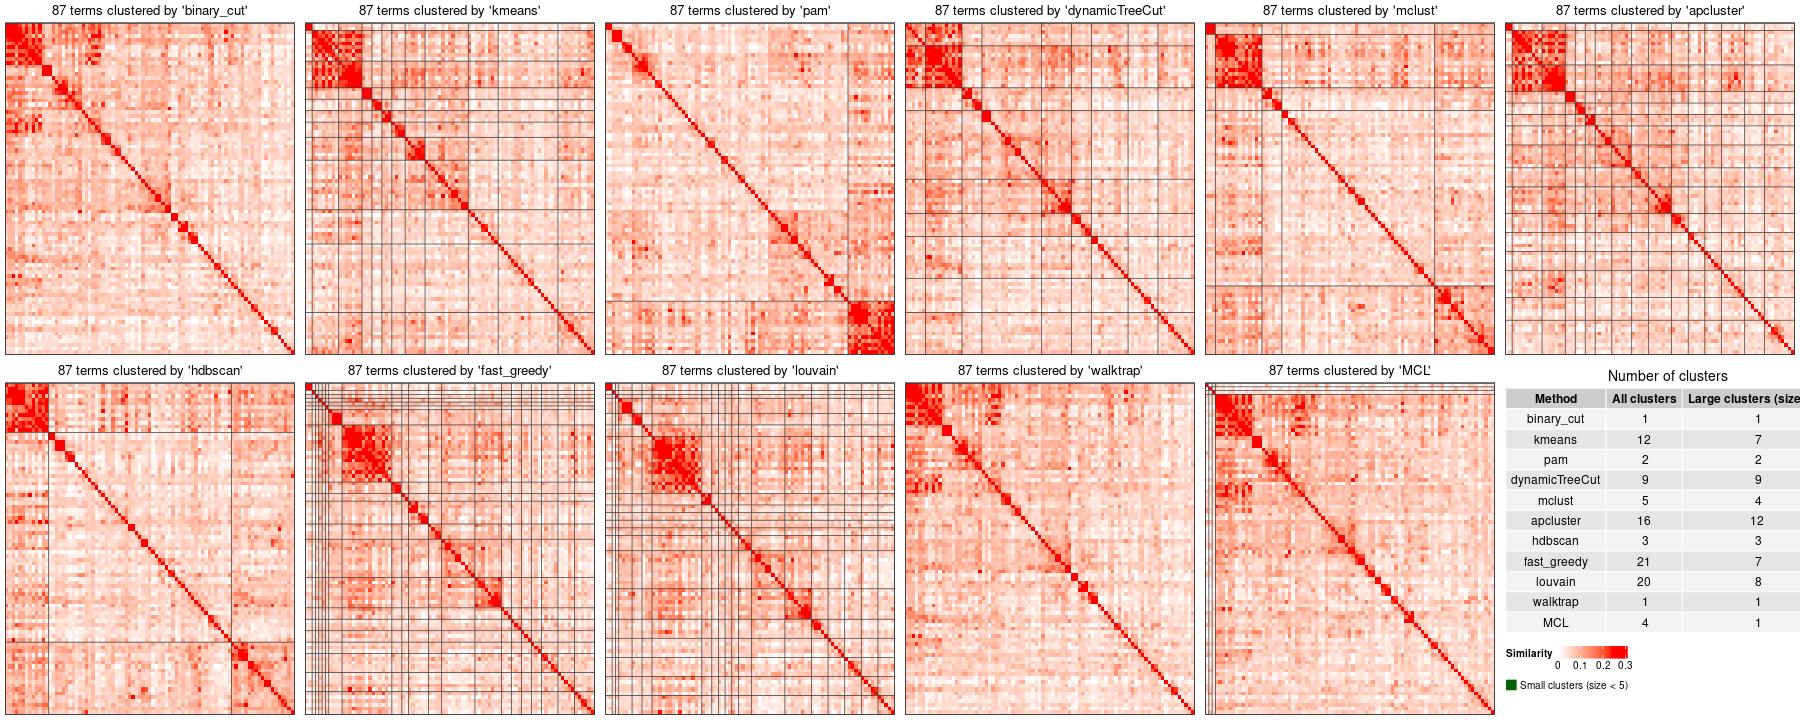 87 terms clustered by 'binary_cut'
87 terms clustered by 'kmeans'
87 terms clustered by 'pam'
87 terms clustered by 'dynamicTreeCut'
87 terms clustered by 'mclust'
87 terms clustered by 'apcluster'
87 terms clustered by 'hdbscan'
87 terms clustered by 'fast_greedy'
87 terms clustered by 'louvain'
87 terms clustered by 'walktrap'
87 terms clustered by 'MCL'
Number of clusters
Method All clusters Large clusters (size
binary_cut 1 1
kmeans 12 7
pam 2 2
dynamicTreeCut 9 9
mclust 5 4
apcluster 16 12
hdbscan 3 3
fast_greedy 21 7
louvain 20 8
walktrap 1 1
MCL 4 1
Similarity
0 0.1 0.2 0.3
Small clusters (size < 5)